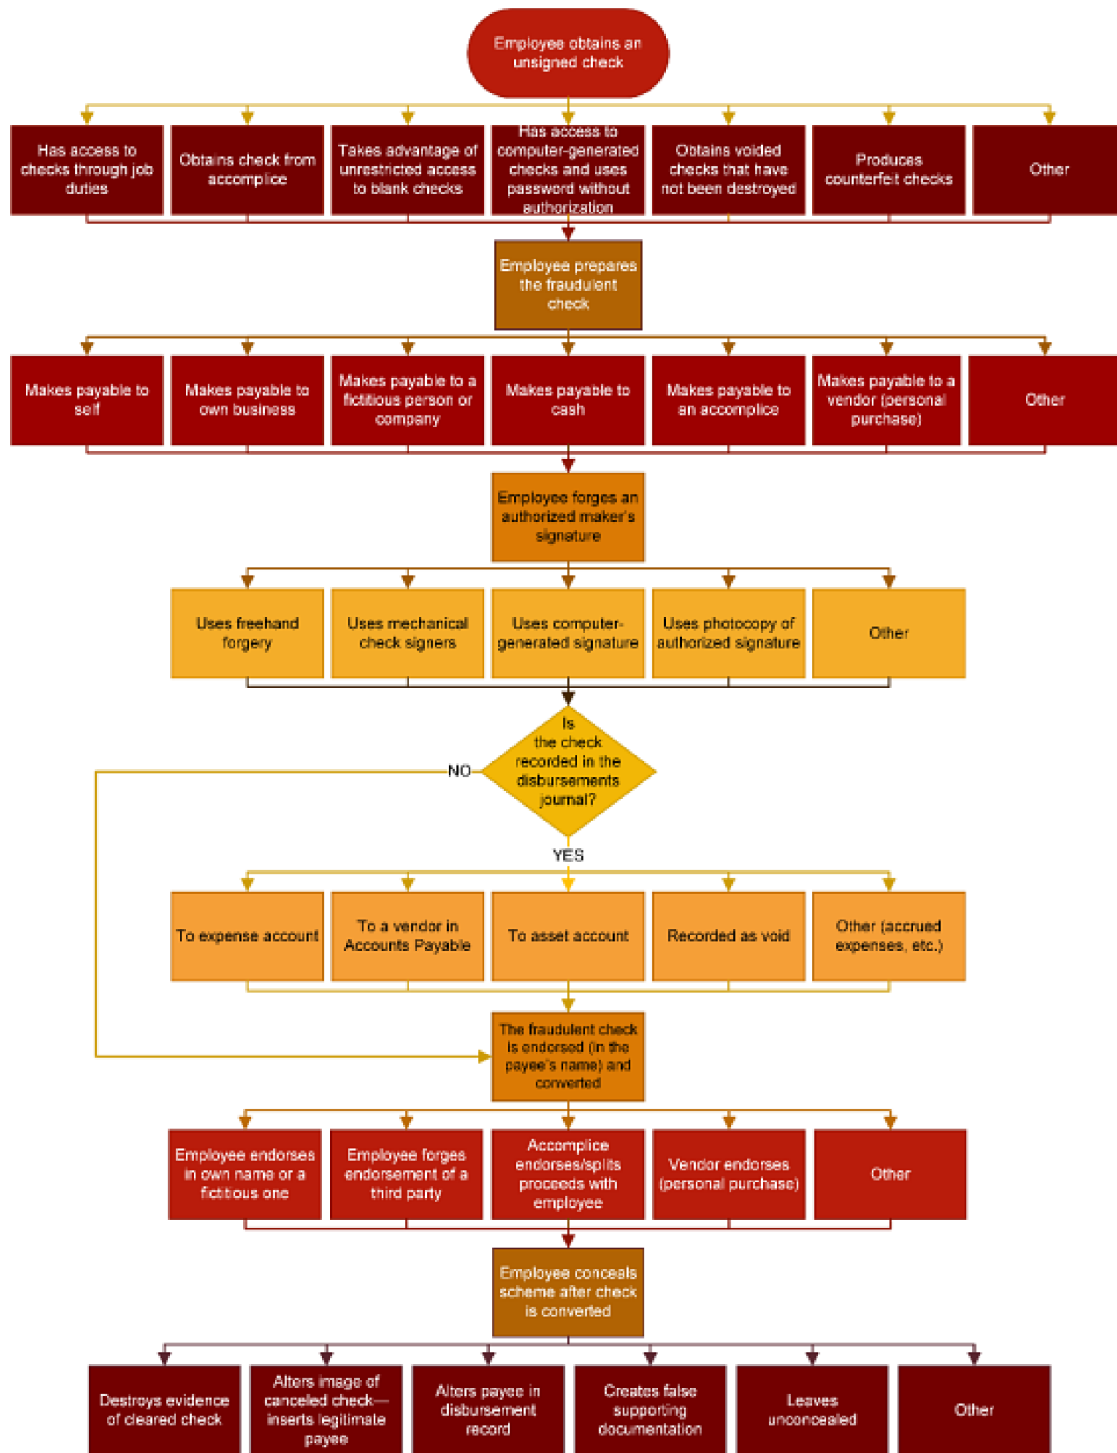 Employee obtains an
unsigned check
Has access to
checks through job
duties
Obtains check from
accomplice
Takes advantage of
unrestricted access
to blank checks
Has access to
computer-generated
checks and uses
password without
authorization
Obtains voided
checks that have
not been destroyed
Produces
counterfeit checks
Other
Employee prepares
the fraudulent
check
Makes payable to
self
Makes payable to
own business
Makes payable to a
fictitious person or
company
Makes payable to
cash
Makes payable to
an accomplice
Makes payable to a
vendor (personal
purchase)
Other
Employee forges an
authorized maker's
signature
Uses freehand
forgery
Uses mechanical
check signers
Uses computer-
generated signature
Uses photocopy of
authorized signature
Other
Is
the check
recorded in the
disbursements
journal?
NO
YES
To expense account
To a vendor in
Accounts Payable
To asset account
Recorded as void
Other (accrued
expenses, etc.)
The fraudulent check
is endorsed (in the
payee's name) and
converted
Employee endorses
in own name or a
fictitious one
Employee forges
endorsement of a
third party
Accomplice
endorses/splits
proceeds with
employee
Vendor endorses
(personal purchase)
Other
Employee conceals
scheme after check
is converted
Destroys evidence
of cleared check
Alters image of
canceled check—
inserts legitimate
payee
Alters payee in
disbursement
record
Creates false
supporting
documentation
Leaves
unconcealed
Other